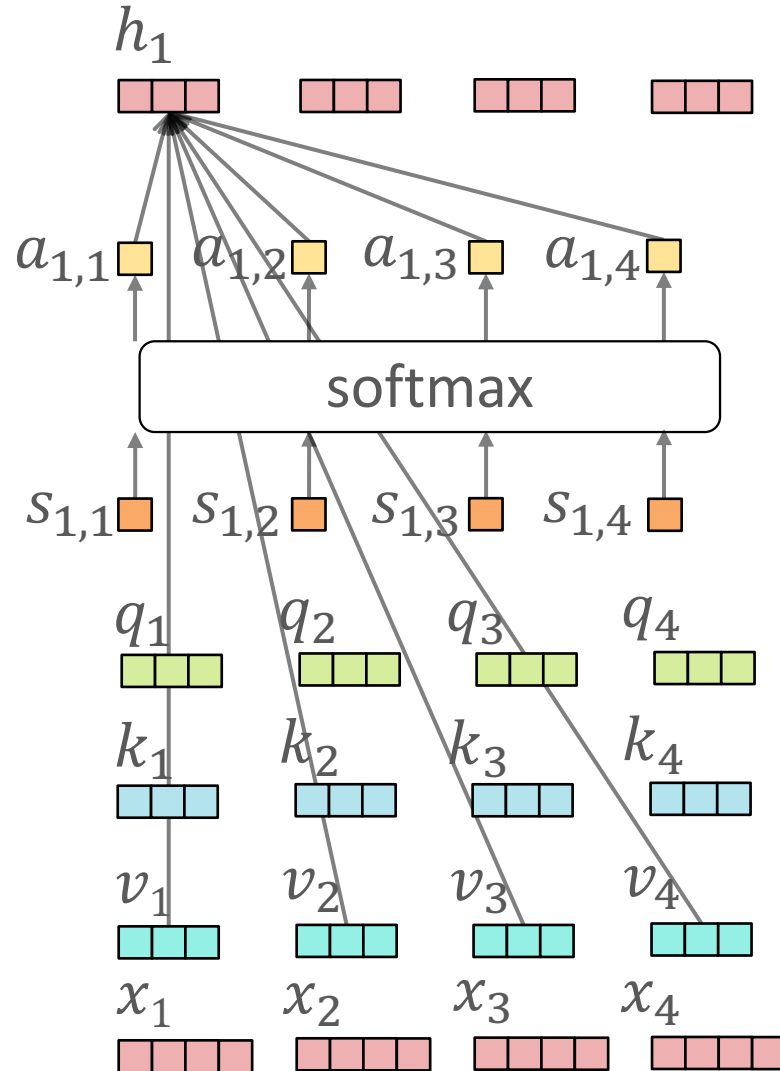 h₁
a₁,₁ a₁,₂ a₁,₃ a₁,₄
softmax
s₁,₁ s₁,₂ s₁,₃ s₁,₄
q₁ q₂ q₃ q₄
k₁ k₂ k₃ k₄
v₁ v₂ v₃ v₄
x₁ x₂ x₃ x₄